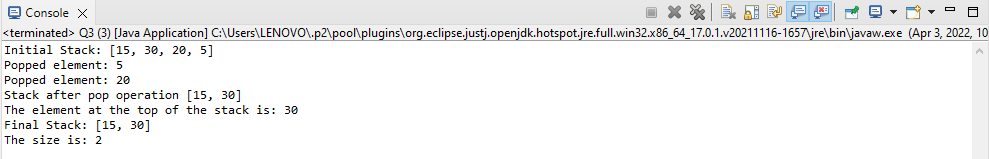 Console
<terminated> Q3 (3) [Java Application] C:\Users\LENOVO\.p2\pool\plugins\org.eclipse.justj.openjdk.hotspot.jre.full.win32.x86_64_17.0.1.v20211116-1657\jre\bin\javaw.exe (Apr 3, 2022, 10
Initial Stack: [15, 30, 20, 5]
Popped element: 5
Popped element: 20
Stack after pop operation [15, 30]
The element at the top of the stack is: 30
Final Stack: [15, 30]
The size is: 2